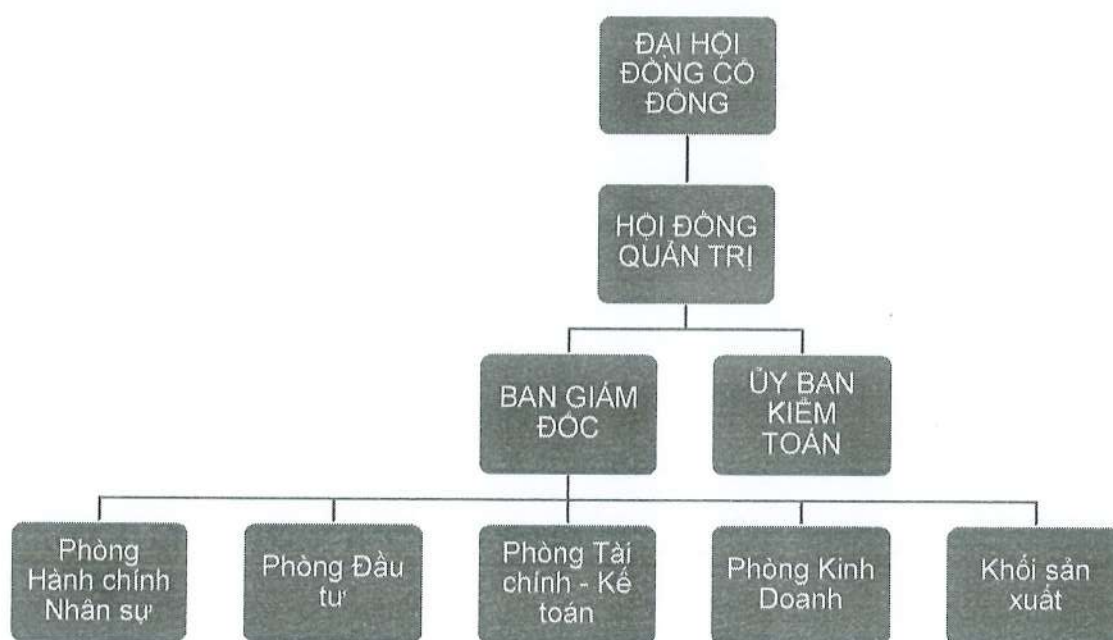 ĐẠI HỘI
ĐỒNG CỔ
ĐÔNG
HỘI ĐỒNG
QUẢN TRỊ
BAN GIÁM
ĐỐC
ỦY BAN
KIỂM
TOÁN
Phòng
Hành chính
Nhân sự
Phòng Đầu
tư
Phòng Tài
chính - Kế
toán
Phòng Kinh
Doanh
Khối sản
xuất